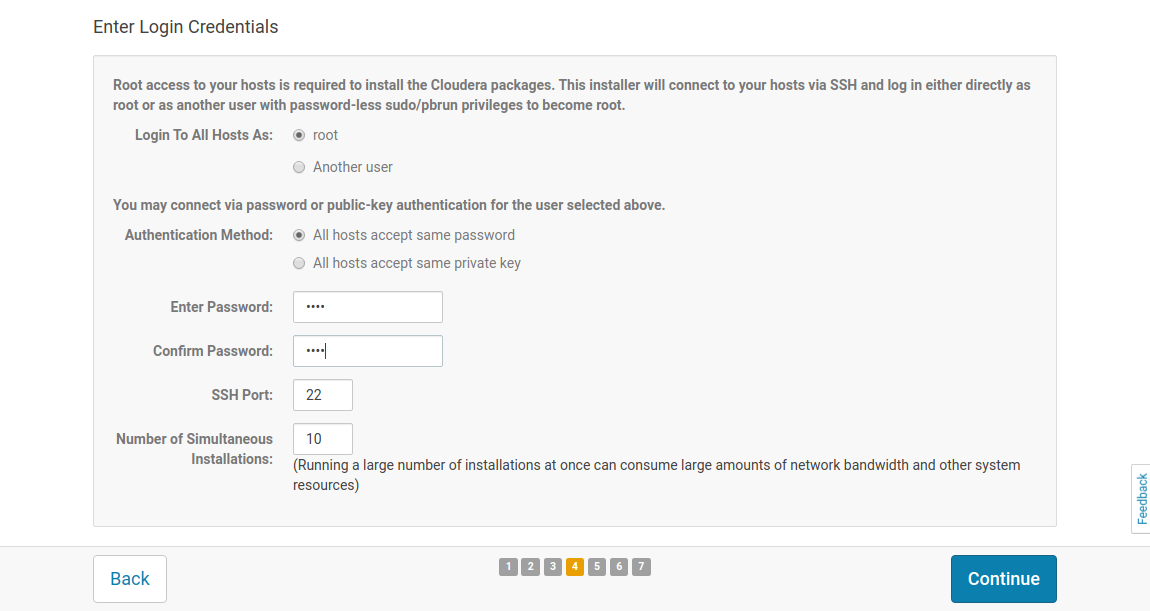 Enter Login Credentials
Root access to your hosts is required to install the Cloudera packages. This installer will connect to your hosts via SSH and log in either directly as
root or as another user with password-less sudo/pbrun privileges to become root.
Login To All Hosts As: root
Another user
You may connect via password or public-key authentication for the user selected above.
Authentication Method: All hosts accept same password
All hosts accept same private key
Enter Password: ••••
Confirm Password: ••••
SSH Port: 22
Number of Simultaneous 10
Installations:
(Running a large number of installations at once can consume large amounts of network bandwidth and other system
resources)
Feedback
Back 1 2 3 4 5 6 7 Continue